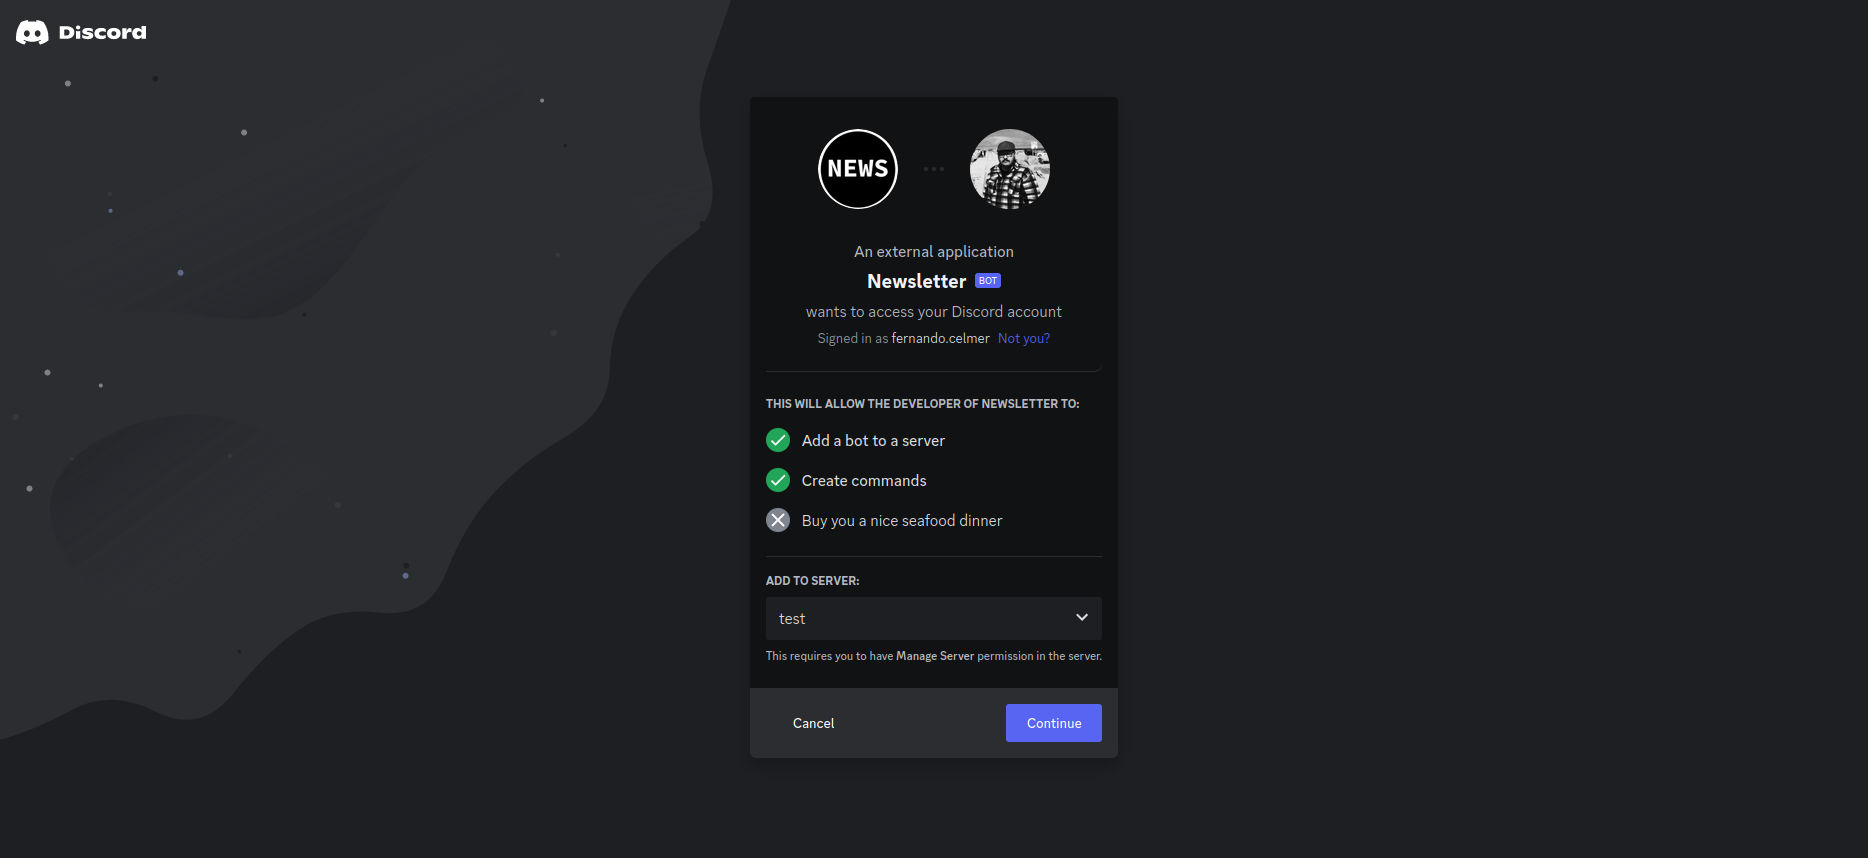 Discord
NEWS
An external application
Newsletter BOT
wants to access your Discord account
Signed in as fernando.celmer Not you?
THIS WILL ALLOW THE DEVELOPER OF NEWSLETTER TO:
Add a bot to a server
Create commands
Buy you a nice seafood dinner
ADD TO SERVER:
test
This requires you to have Manage Server permission in the server.
Cancel
Continue